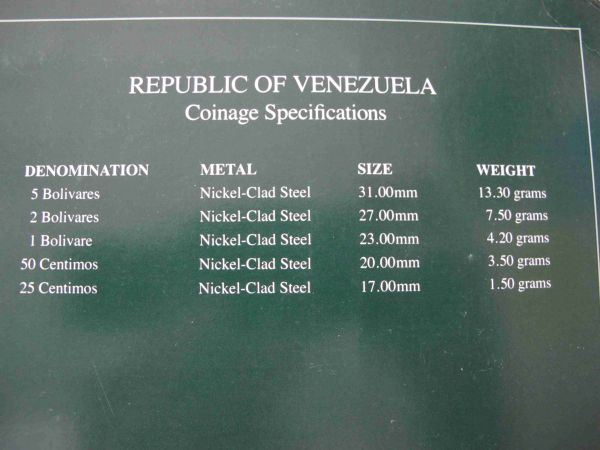 REPUBLIC OF VENEZUELA
Coinage Specifications
DENOMINATION METAL SIZE WEIGHT
5 Bolivares Nickel-Clad Steel 31.00mm 13.30 grams
2 Bolivares Nickel-Clad Steel 27.00mm 7.50 grams
1 Bolivare Nickel-Clad Steel 23.00mm 4.20 grams
50 Centimos Nickel-Clad Steel 20.00mm 3.50 grams
25 Centimos Nickel-Clad Steel 17.00mm 1.50 grams